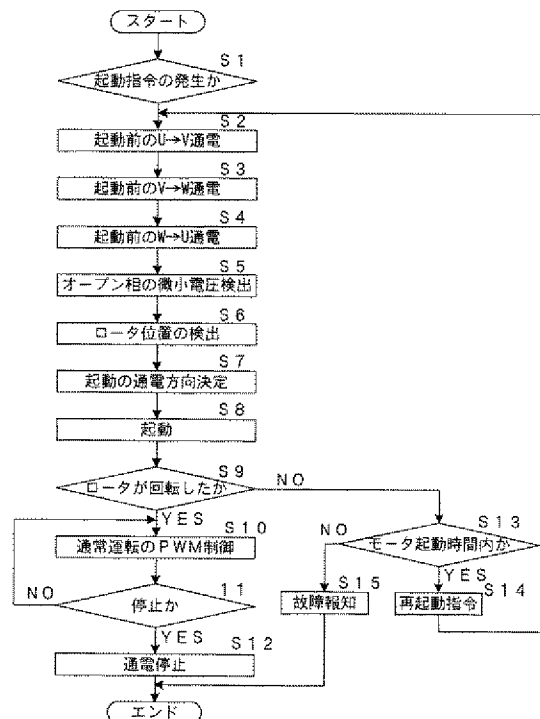 スタート
S1
起動指令の発生か
S2
起動前のU→V通電
S3
起動前のV→W通電
S4
起動前のW→U通電
S5
オープン相の微小電圧検出
S6
ロータ位置の検出
S7
起動の通電方向決定
S8
起動
S9
ロータが回転したか
NO
YES
S10
通常運転のPWM制御
S13
NO
モータ起動時間内か
YES
S15
故障報知
S14
再起動指令
11
NO
停止か
YES
S12
通電停止
エンド